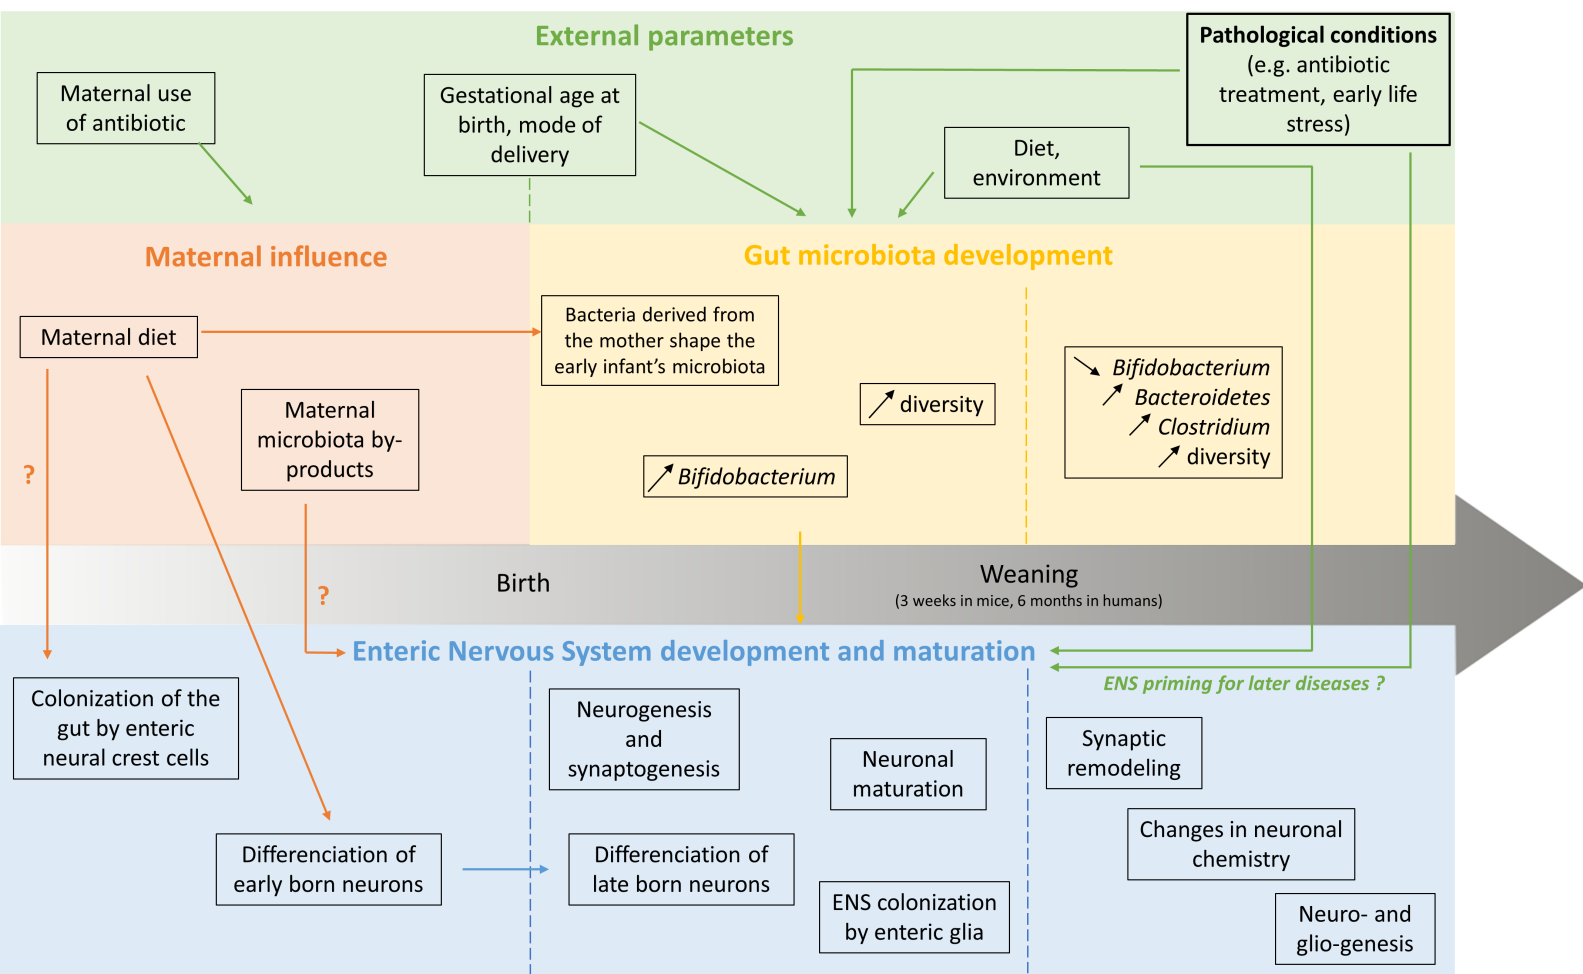 External parameters
Pathological conditions
(e.g. antibiotic
treatment, early life
stress)
Maternal use
of antibiotic
Gestational age at
birth, mode of
delivery
Diet,
environment
Maternal influence
Gut microbiota development
Maternal diet
Bacteria derived from
the mother shape the
early infant's microbiota
Maternal
microbiota by-
products
diversity
Bifidobacterium
Bifidobacterium
Bacteroidetes
Clostridium
diversity
?
?
Birth
Weaning
(3 weeks in mice, 6 months in humans)
Enteric Nervous System development and maturation
ENS priming for later diseases ?
Colonization of the
gut by enteric
neural crest cells
Neurogenesis
and
synaptogenesis
Neuronal
maturation
Synaptic
remodeling
Differenciation of
early born neurons
Differenciation of
late born neurons
ENS colonization
by enteric glia
Changes in neuronal
chemistry
Neuro- and
glio-genesis